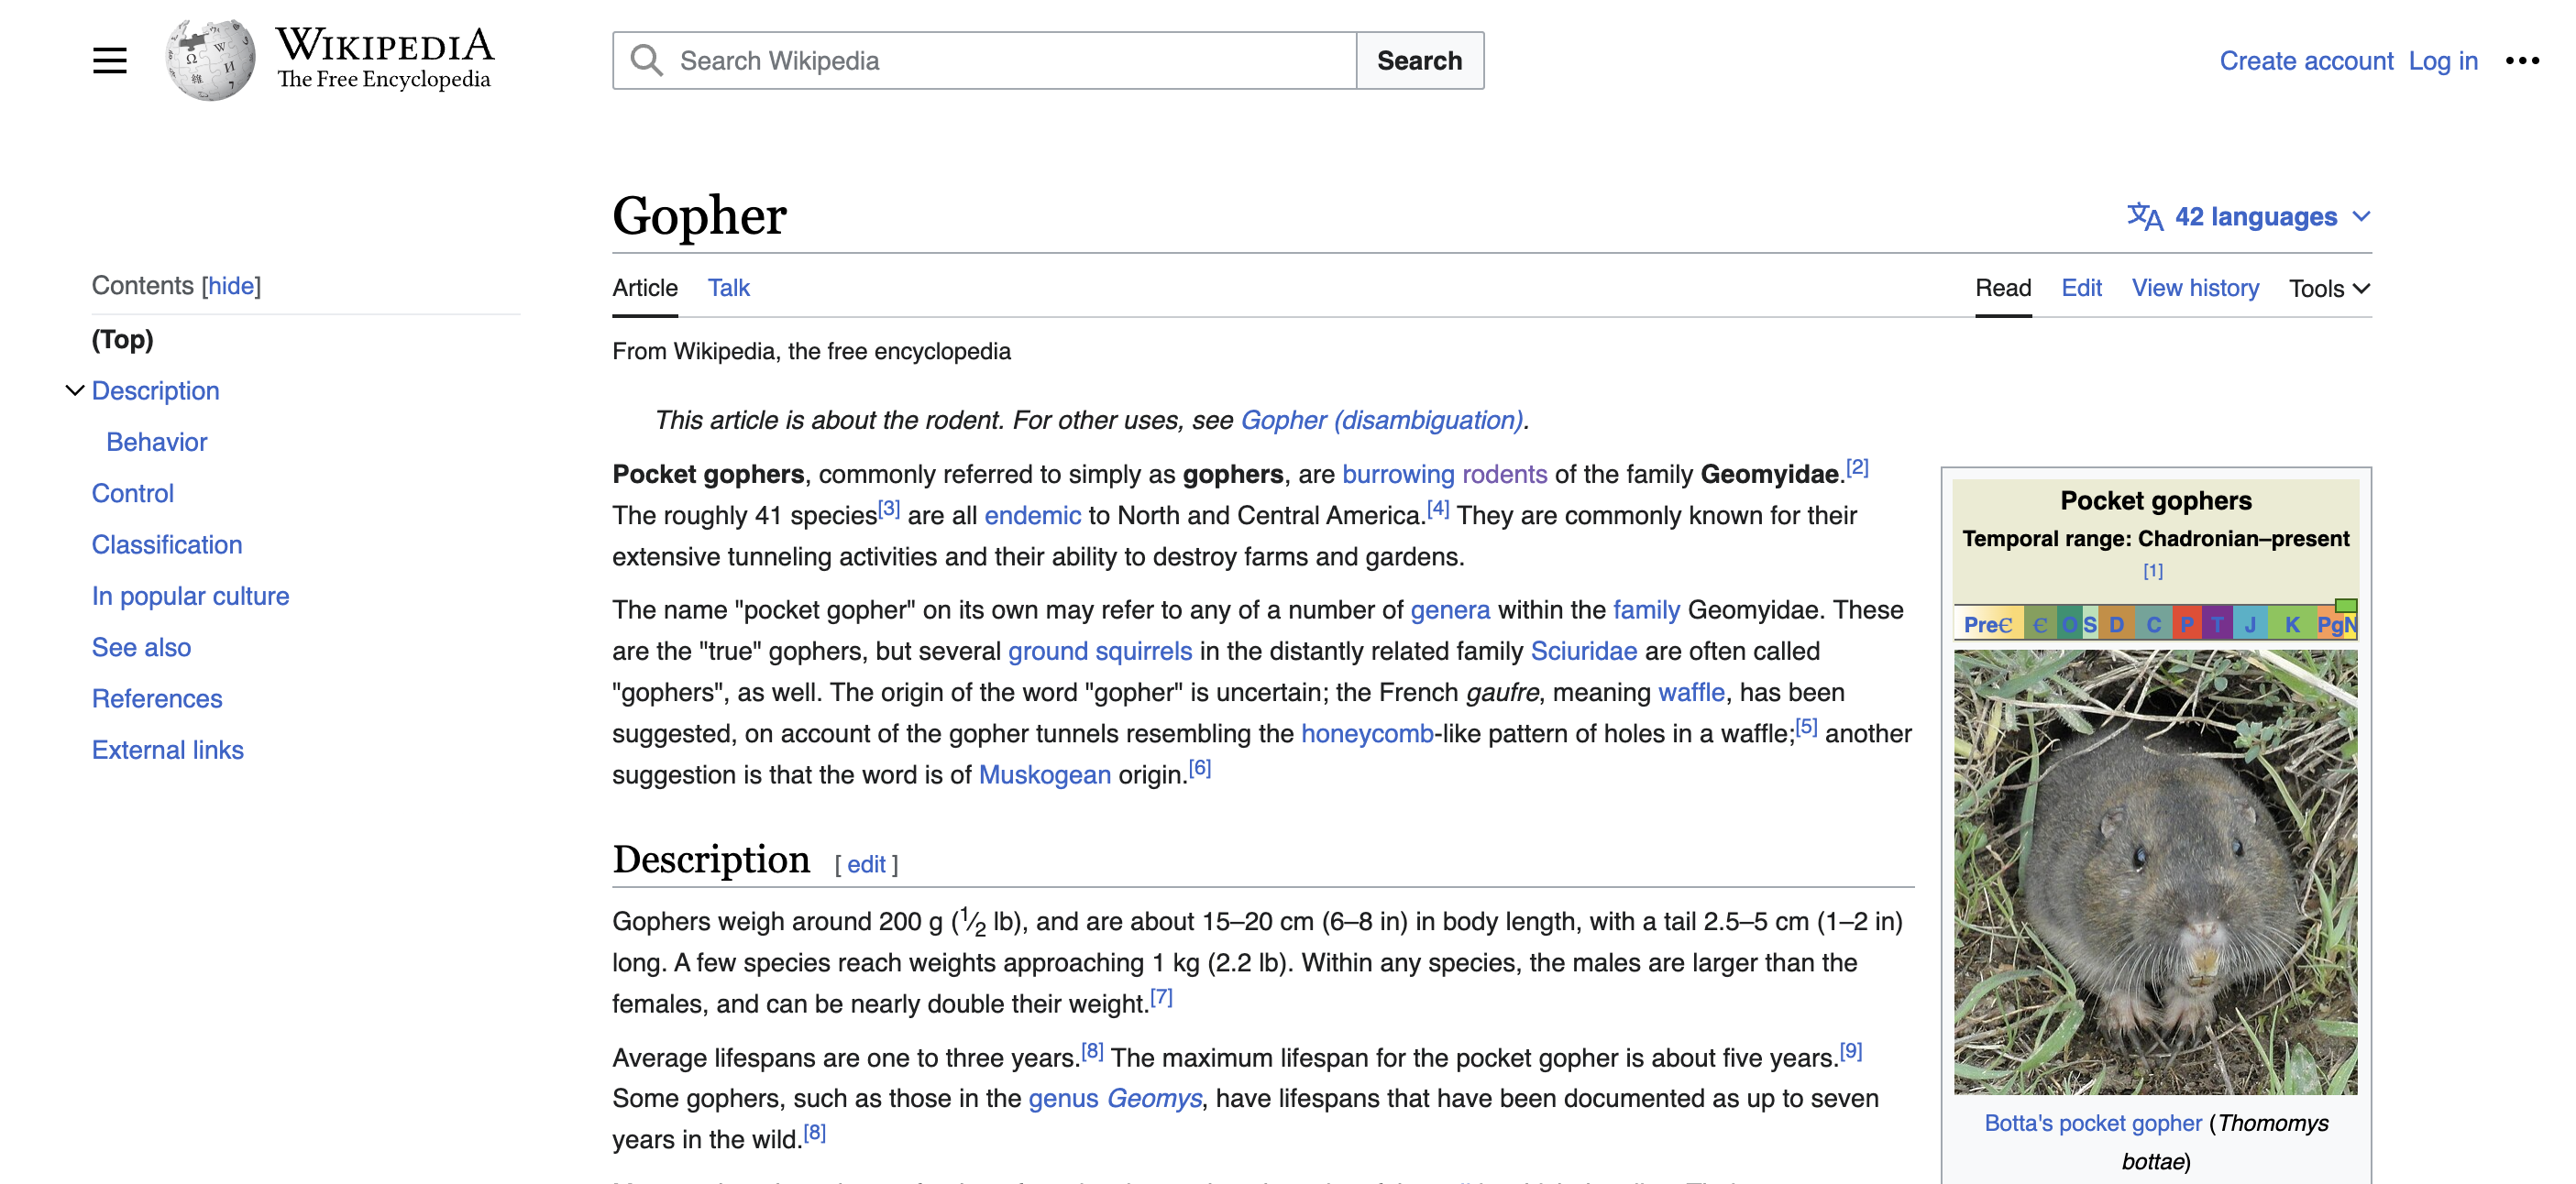 WIKIPEDIA
The Free Encyclopedia
Search Wikipedia
Search
Create account Log in
Gopher
42 languages
Contents [hide]
(Top)
Description
Behavior
Control
Classification
In popular culture
See also
References
External links
Article Talk
Read Edit View history Tools
From Wikipedia, the free encyclopedia
This article is about the rodent. For other uses, see Gopher (disambiguation).
Pocket gophers, commonly referred to simply as gophers, are burrowing rodents of the family Geomyidae.[2]
The roughly 41 species[3] are all endemic to North and Central America.[4] They are commonly known for their
extensive tunneling activities and their ability to destroy farms and gardens.
The name "pocket gopher" on its own may refer to any of a number of genera within the family Geomyidae. These
are the "true" gophers, but several ground squirrels in the distantly related family Sciuridae are often called
"gophers", as well. The origin of the word "gopher" is uncertain; the French gaufre, meaning waffle, has been
suggested, on account of the gopher tunnels resembling the honeycomb-like pattern of holes in a waffle;[5] another
suggestion is that the word is of Muskogean origin.[6]
Description [ edit ]
Gophers weigh around 200 g (1⁄2 lb), and are about 15–20 cm (6–8 in) in body length, with a tail 2.5–5 cm (1–2 in)
long. A few species reach weights approaching 1 kg (2.2 lb). Within any species, the males are larger than the
females, and can be nearly double their weight.[7]
Average lifespans are one to three years.[8] The maximum lifespan for the pocket gopher is about five years.[9]
Some gophers, such as those in the genus Geomys, have lifespans that have been documented as up to seven
years in the wild.[8]
Pocket gophers
Temporal range: Chadronian–present
[1]
PreꞒ Ꞓ O S D C P T J K Pg N
Botta's pocket gopher (Thomomys
bottae)